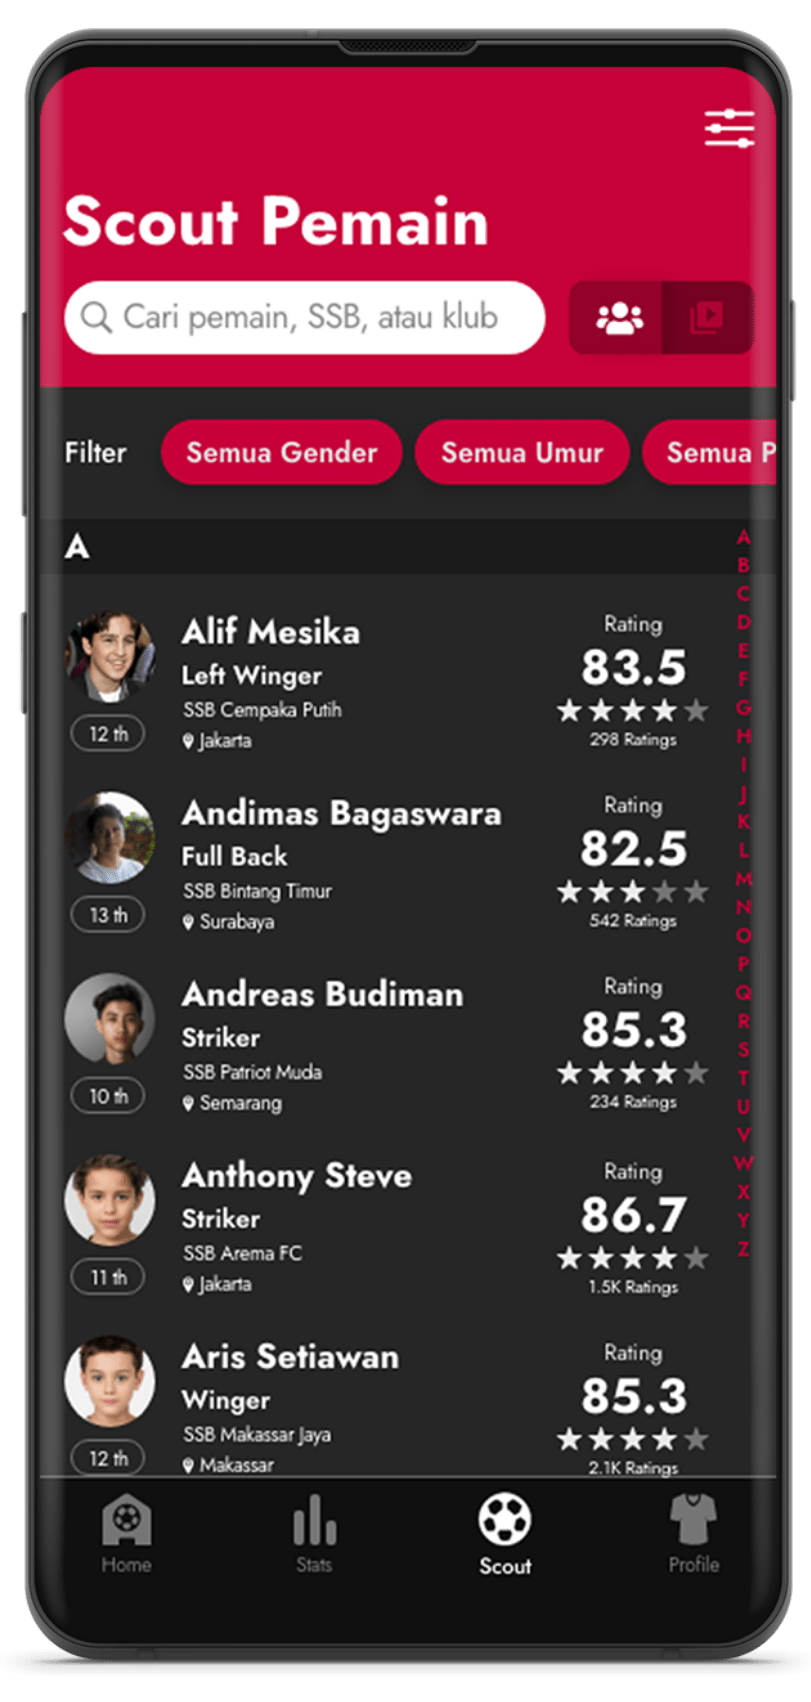 Scout Pemain
Cari pemain, SSB, atau klub
Filter Semua Gender Semua Umur Semua P
A
Alif Mesika
Left Winger
SSB Cempaka Putih
Jakarta
12 th
Rating
83.5
298 Ratings
Andimas Bagaswara
Full Back
SSB Bintang Timur
Surabaya
13 th
Rating
82.5
542 Ratings
Andreas Budiman
Striker
SSB Patriot Muda
Semarang
10 th
Rating
85.3
234 Ratings
Anthony Steve
Striker
SSB Arema FC
Jakarta
11 th
Rating
86.7
1.5K Ratings
Aris Setiawan
Winger
SSB Makassar Jaya
Makassar
12 th
Rating
85.3
2.1K Ratings
A
B
C
D
E
F
G
H
I
J
K
L
M
N
O
P
Q
R
S
T
U
V
W
X
Y
Z
Home Stats Scout Profile